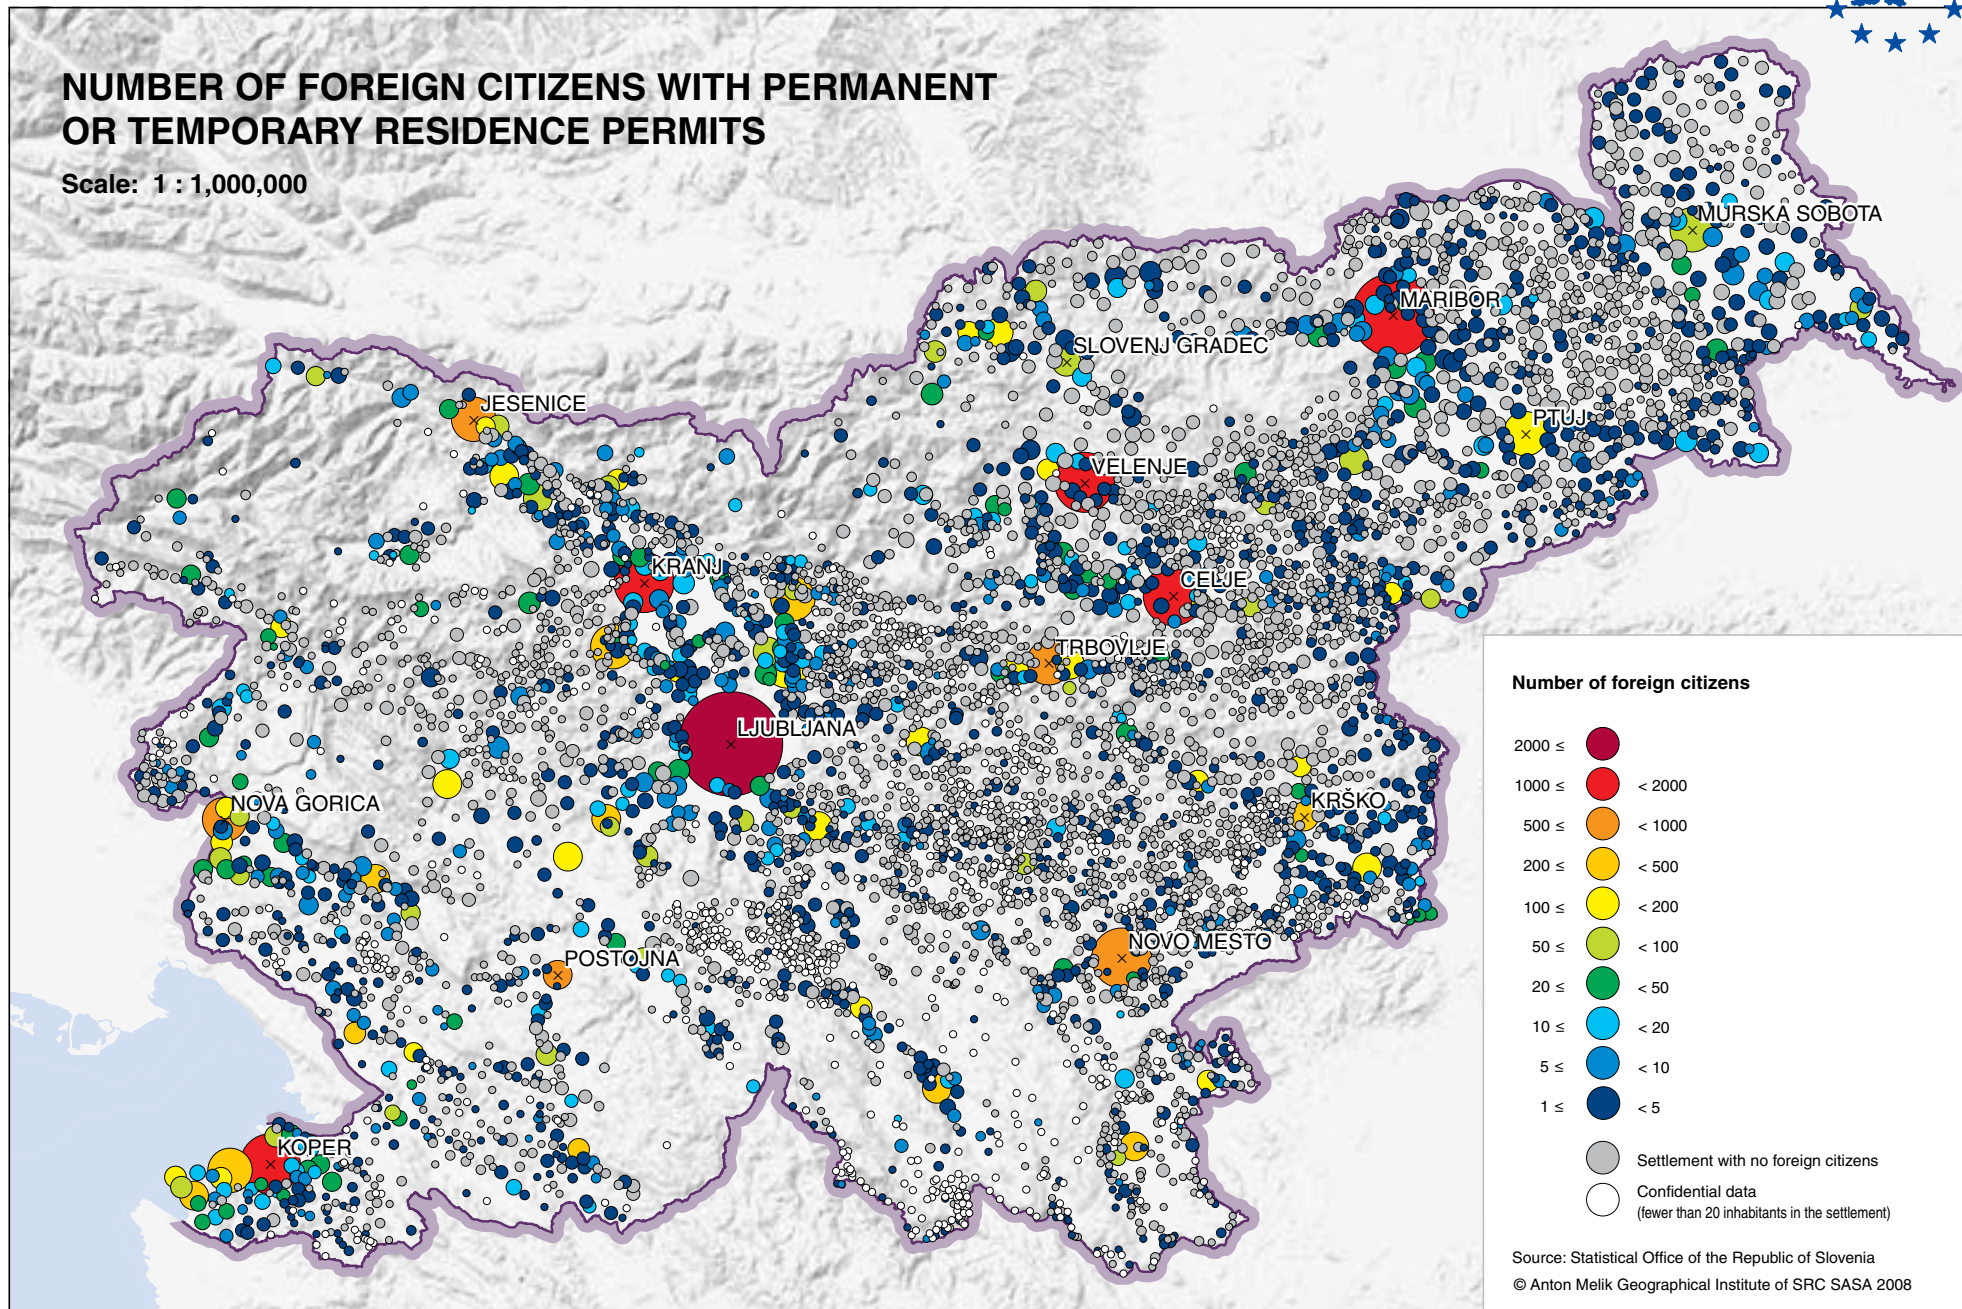 NUMBER OF FOREIGN CITIZENS WITH PERMANENT
OR TEMPORARY RESIDENCE PERMITS
Scale: 1 : 1,000,000
MURSKA SOBOTA
MARIBOR
SLOVENJ GRADEC
JESENICE
PTUJ
VELENJE
KRANJ
CELJE
TRBOVLJE
LJUBLJANA
NOVA GORICA
KRŠKO
NOVO MESTO
POSTOJNA
KOPER
Number of foreign citizens
2000 ≤
1000 ≤ < 2000
500 ≤ < 1000
200 ≤ < 500
100 ≤ < 200
50 ≤ < 100
20 ≤ < 50
10 ≤ < 20
5 ≤ < 10
1 ≤ < 5
Settlement with no foreign citizens
Confidential data
(fewer than 20 inhabitants in the settlement)
Source: Statistical Office of the Republic of Slovenia
© Anton Melik Geographical Institute of SRC SASA 2008